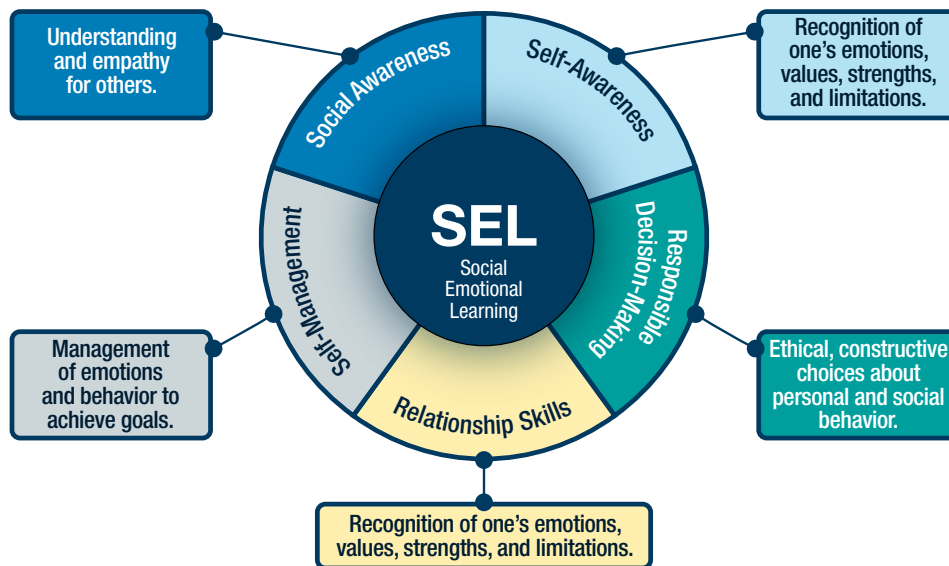 Understanding
and empathy
for others.
Social Awareness
Self-Awareness
Recognition of
one’s emotions,
values, strengths,
and limitations.
SEL
Social
Emotional
Learning
Self-Management
Responsible
Decision-Making
Management
of emotions
and behavior to
achieve goals.
Relationship Skills
Ethical, constructive
choices about
personal and social
behavior.
Recognition of one’s emotions,
values, strengths, and limitations.